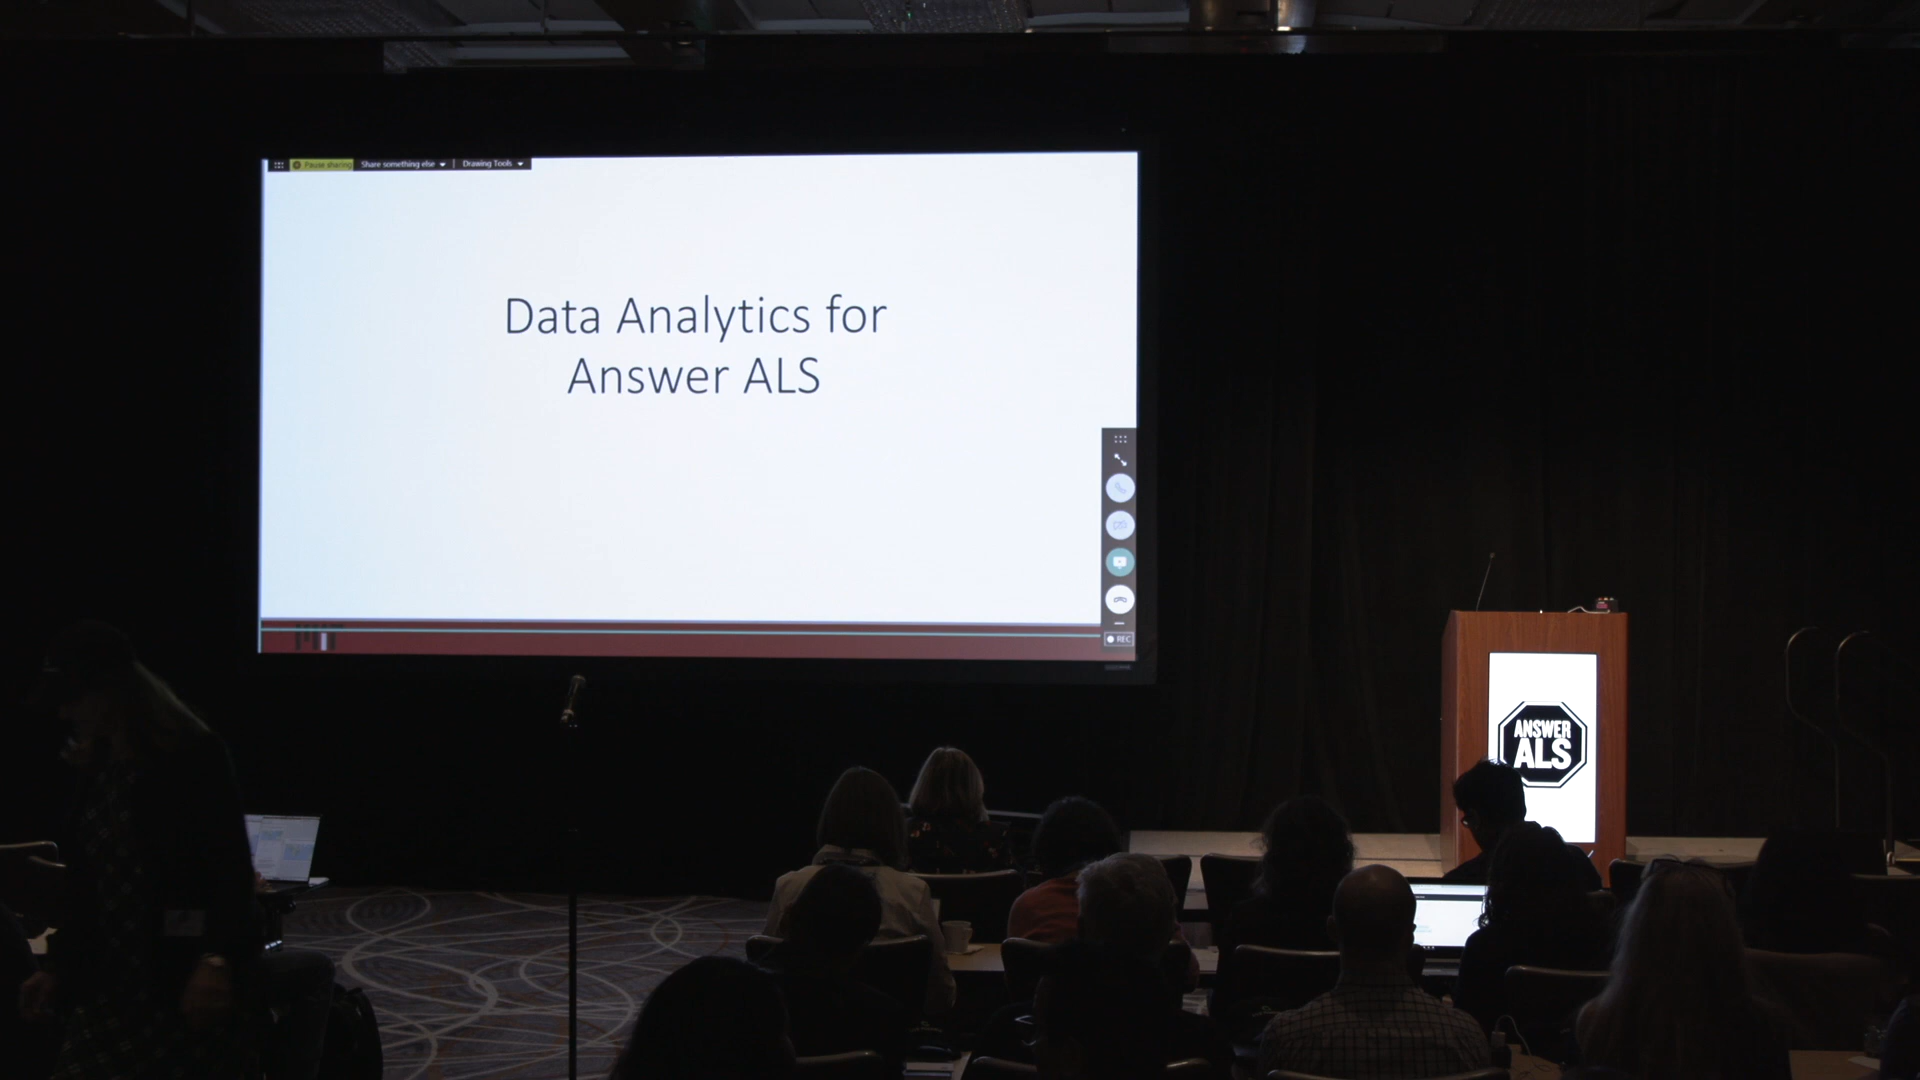 Pause sharing Share something else Drawing Tools
Data Analytics for
Answer ALS
REC
ANSWER
ALS